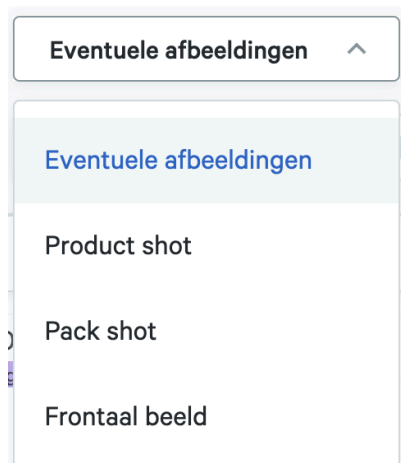 Eventuele afbeeldingen
Eventuele afbeeldingen
Product shot
Pack shot
Frontaal beeld